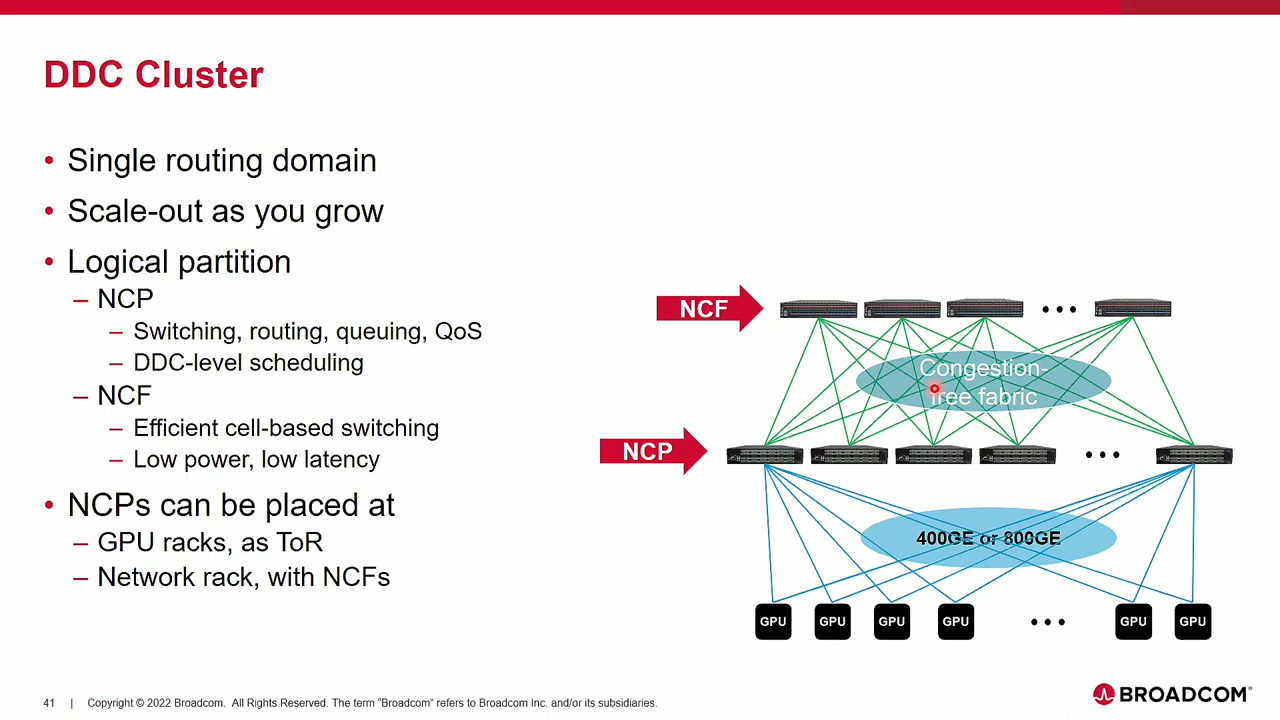 DDC Cluster
• Single routing domain
• Scale-out as you grow
• Logical partition
– NCP
– Switching, routing, queuing, QoS
– DDC-level scheduling
– NCF
– Efficient cell-based switching
– Low power, low latency
• NCPs can be placed at
– GPU racks, as ToR
– Network rack, with NCFs
NCF
• • •
Congestion-
free fabric
NCP
• • •
400GE or 800GE
GPU GPU GPU GPU • • • GPU GPU
41 | Copyright © 2022 Broadcom. All Rights Reserved. The term “Broadcom” refers to Broadcom Inc. and/or its subsidiaries.
BROADCOM®